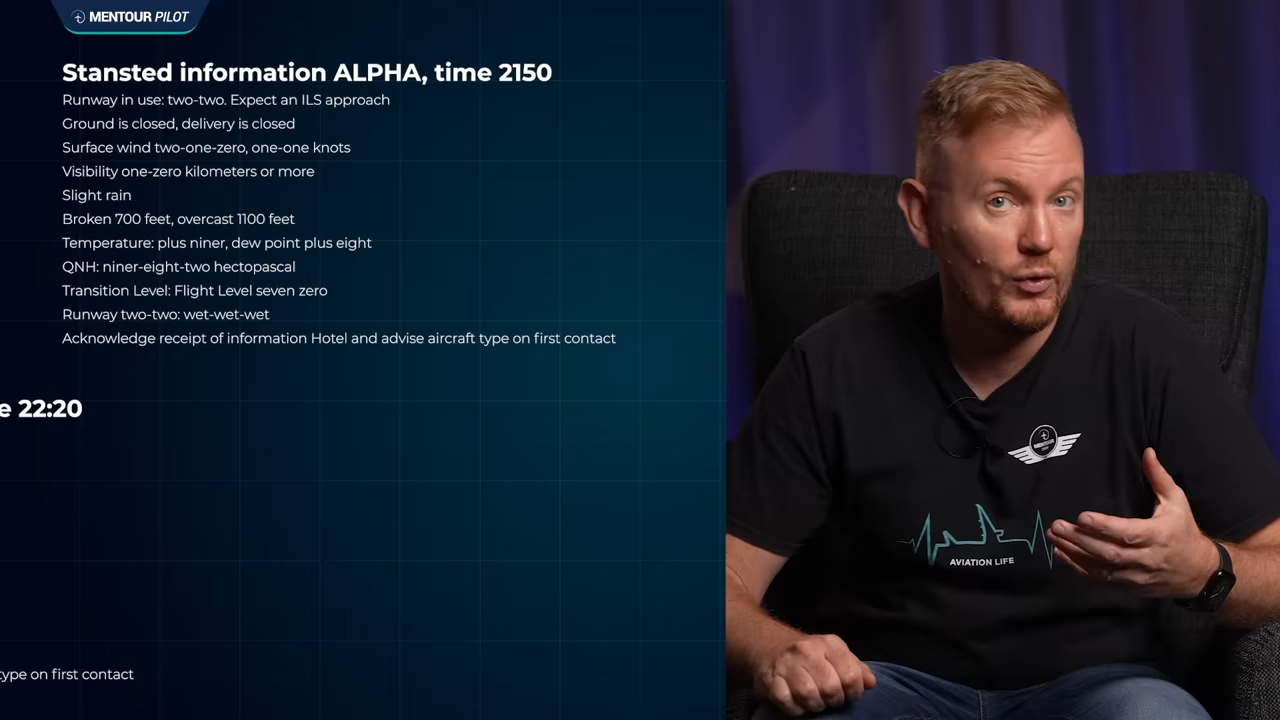 MENTOUR PILOT
Stansted information ALPHA, time 2150
Runway in use: two-two. Expect an ILS approach
Ground is closed, delivery is closed
Surface wind two-one-zero, one-one knots
Visibility one-zero kilometers or more
Slight rain
Broken 700 feet, overcast 1100 feet
Temperature: plus niner, dew point plus eight
QNH: niner-eight-two hectopascal
Transition Level: Flight Level seven zero
Runway two-two: wet-wet-wet
Acknowledge receipt of information Hotel and advise aircraft type on first contact
e 22:20
type on first contact
MENTOUR
AVIATION LIFE